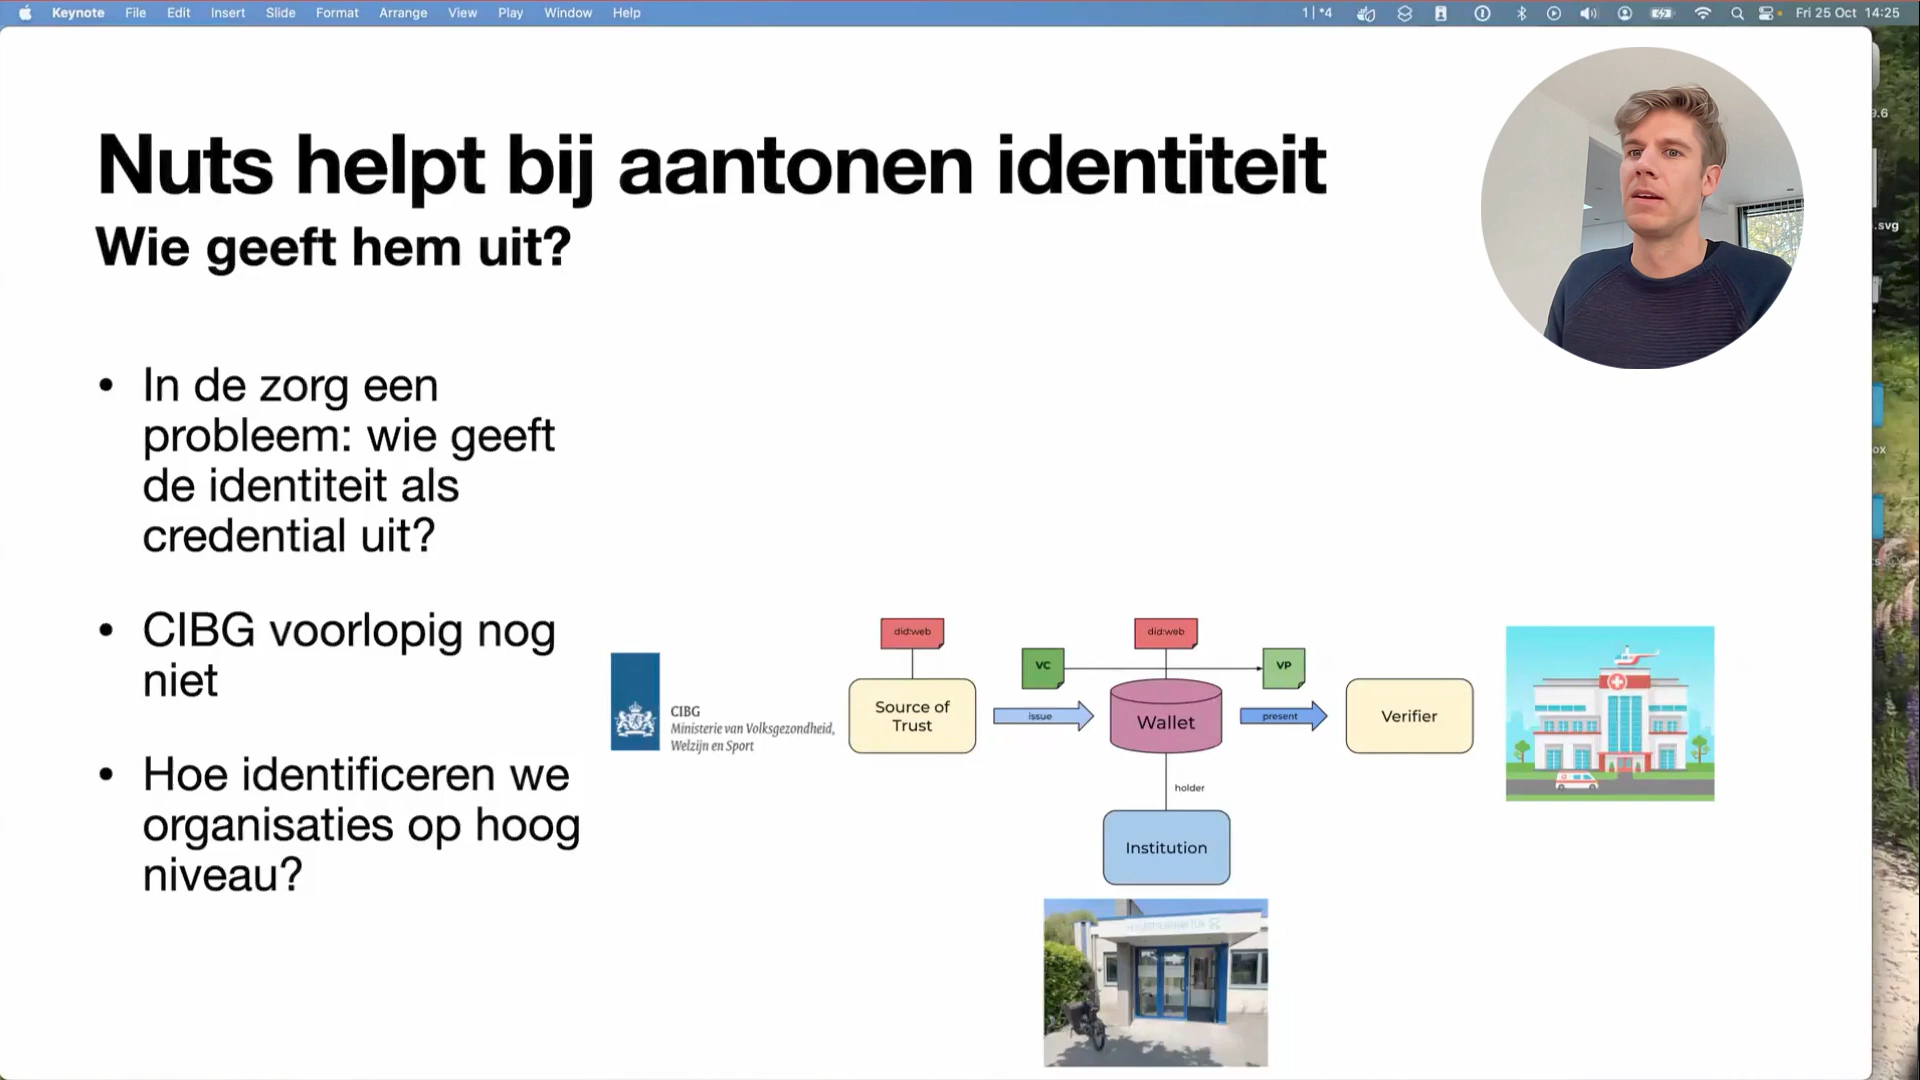 Keynote File Edit Insert Slide Format Arrange View Play Window Help
1 | *4 Fri 25 Oct 14:25
Nuts helpt bij aantonen identiteit
Wie geeft hem uit?
• In de zorg een
probleem: wie geeft
de identiteit als
credential uit?
• CIBG voorlopig nog
niet
• Hoe identificeren we
organisaties op hoog
niveau?
CIBG
Ministerie van Volksgezondheid,
Welzijn en Sport
did:web
Source of
Trust
VC
issue
did:web
Wallet
VP
present
Verifier
holder
Institution
9.6
.svg
ox